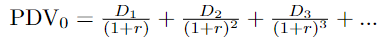 PDV₀ = D₁/(1+r) + D₂/(1+r)² + D₃/(1+r)³ + ...